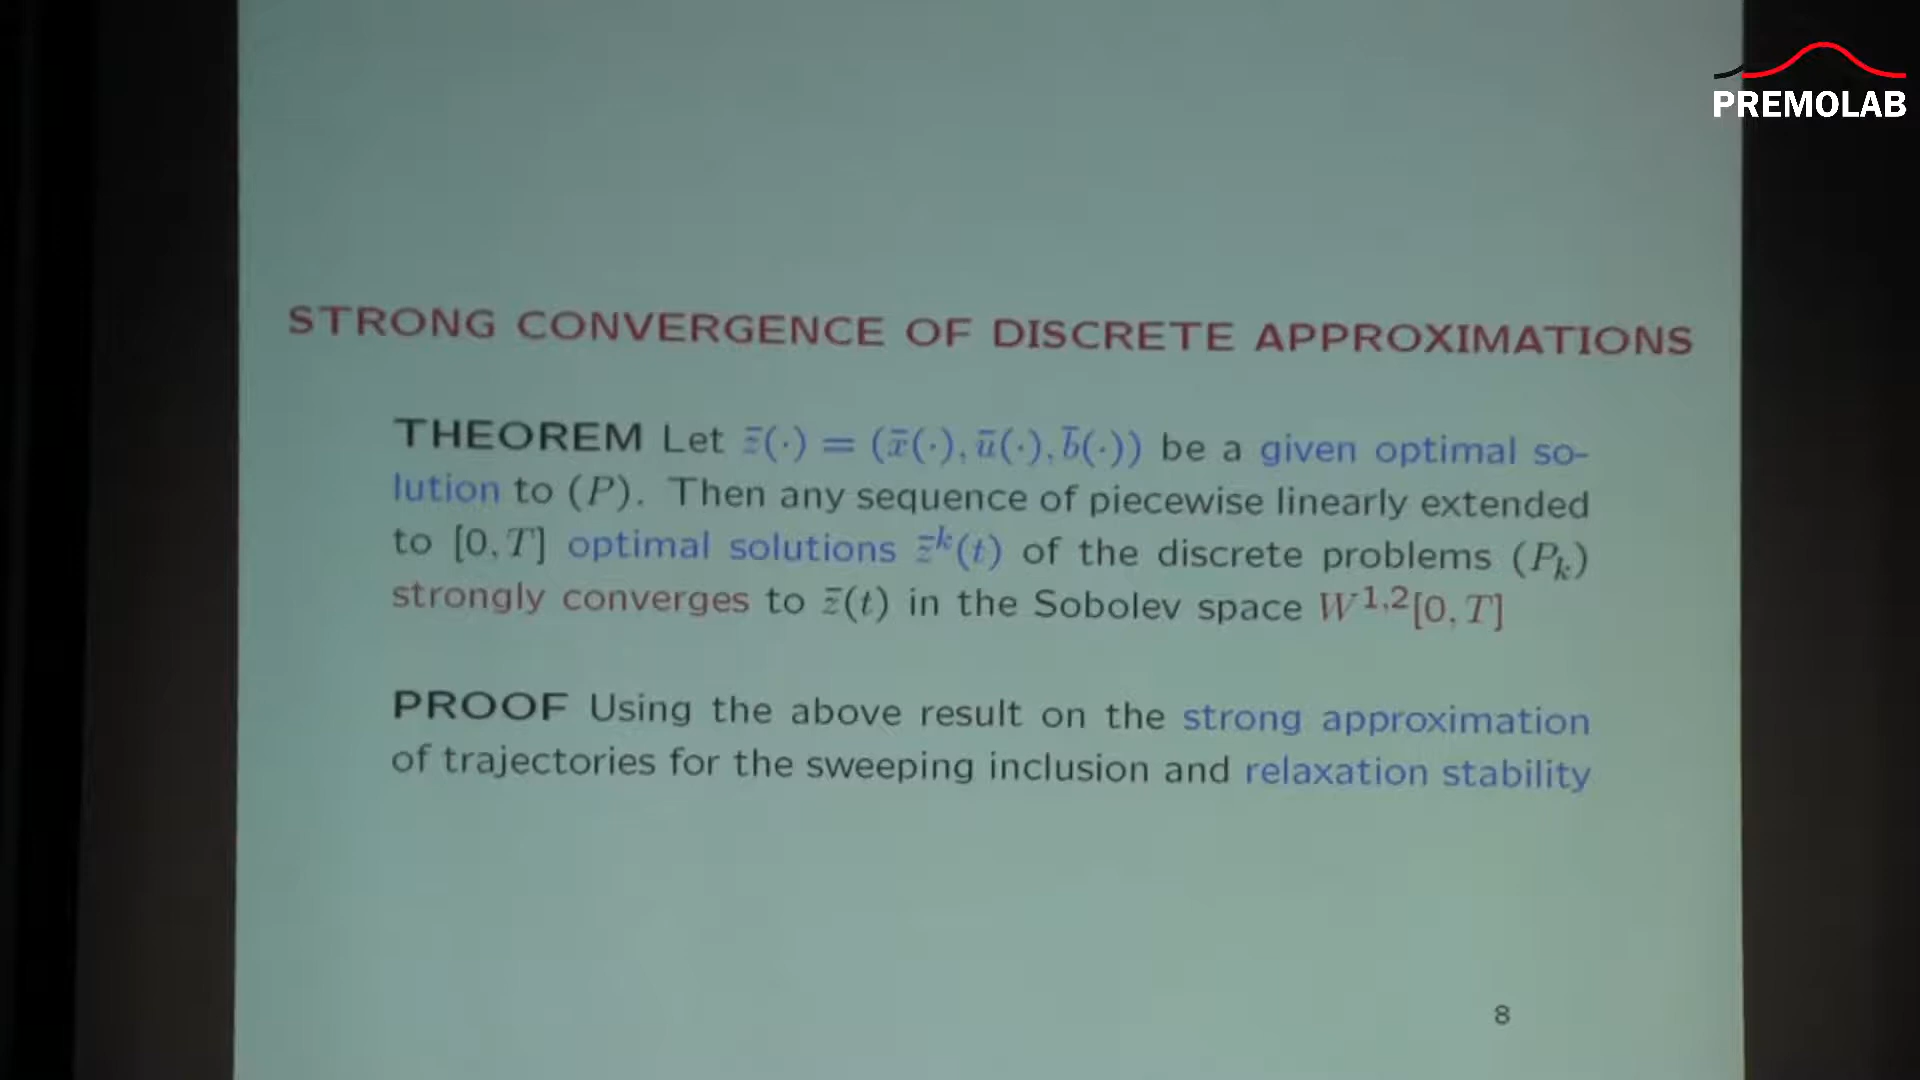 PREMOLAB
STRONG CONVERGENCE OF DISCRETE APPROXIMATIONS
THEOREM Let z̄(·) = (x̄(·), ū(·), b̄(·)) be a given optimal so-
lution to (P). Then any sequence of piecewise linearly extended
to [0, T] optimal solutions z̄ᵏ(t) of the discrete problems (Pₖ)
strongly converges to z̄(t) in the Sobolev space W¹,²[0, T]
PROOF Using the above result on the strong approximation
of trajectories for the sweeping inclusion and relaxation stability
8